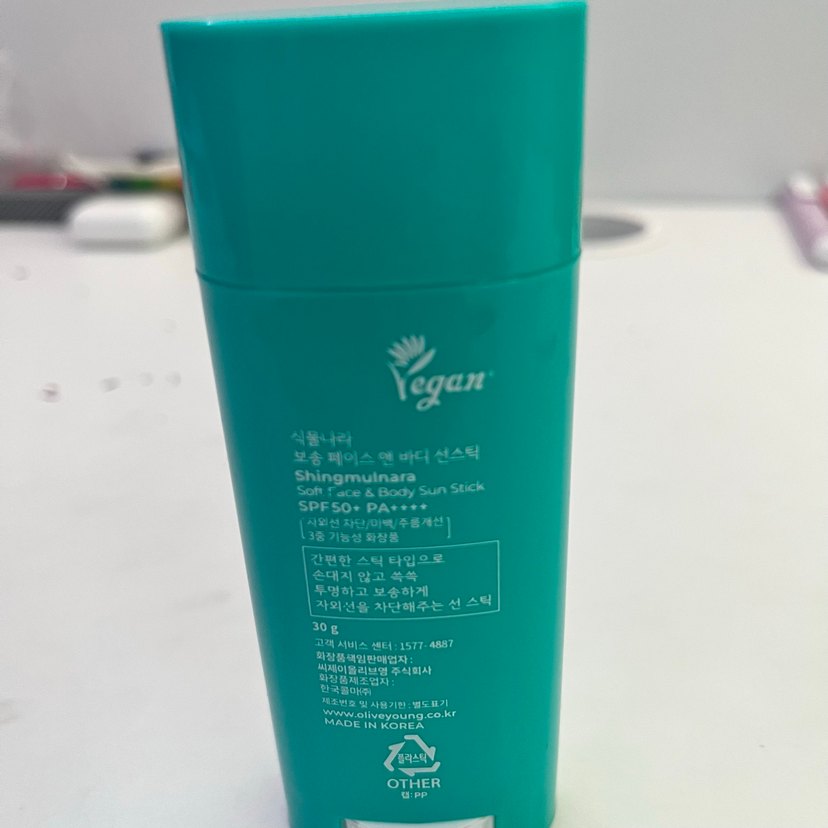 Vegan
식물나라
보송 페이스 앤 바디 선스틱
Shingmulnara
Soft Face & Body Sun Stick
SPF50+ PA++++
자외선 차단/미백/주름개선
3중 기능성 화장품
간편한 스틱 타입으로
손대지 않고 쓱쓱
투명하고 보송하게
자외선을 차단해주는 선 스틱
30 g
고객 서비스 센터 : 1577-4887
화장품책임판매업자 :
씨제이올리브영 주식회사
화장품제조업자 :
한국콜마(주)
제조번호 및 사용기한 : 별도표기
www.oliveyoung.co.kr
MADE IN KOREA
플라스틱
OTHER
캡:PP